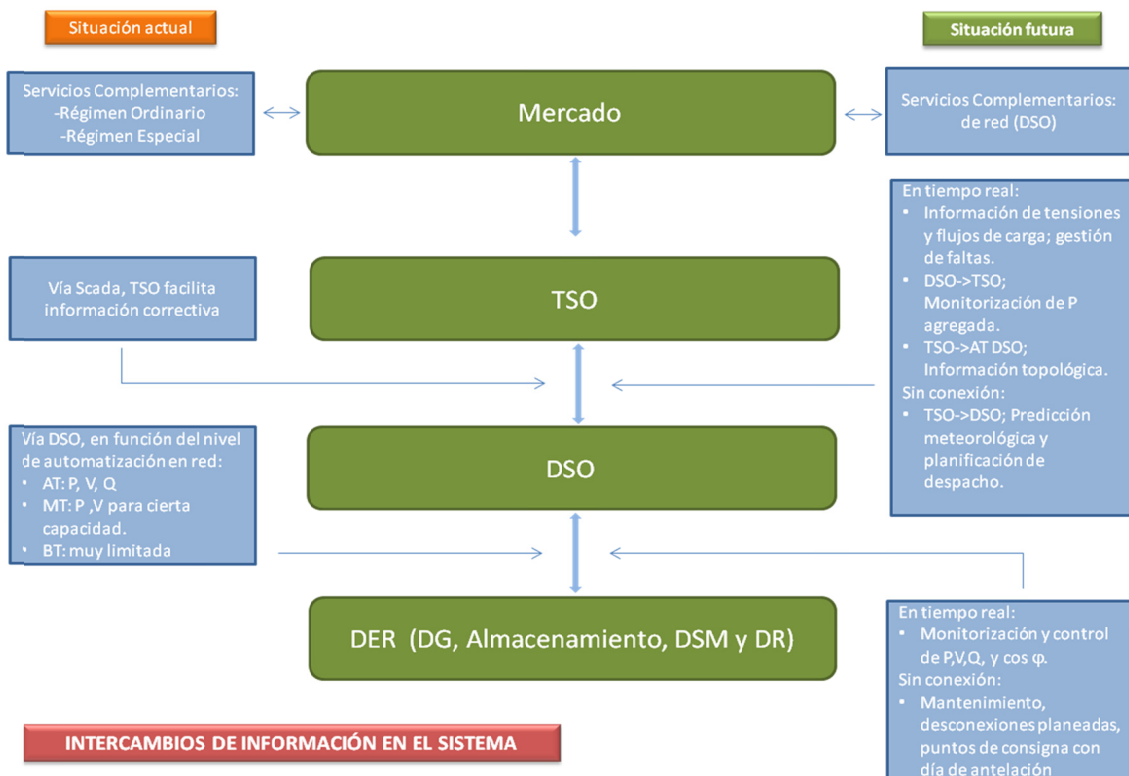 Situación actual
Situación futura
Servicios Complementarios:
-Régimen Ordinario
-Régimen Especial
Mercado
Servicios Complementarios:
de red (DSO)
Vía Scada, TSO facilita
información correctiva
TSO
En tiempo real:
▪ Información de tensiones
y flujos de carga; gestión
de faltas.
▪ DSO->TSO;
Monitorización de P
agregada.
▪ TSO->AT DSO;
Información topológica.
Sin conexión:
▪ TSO->DSO; Predicción
meteorológica y
planificación de
despacho.
Vía DSO, en función del nivel
de automatización en red:
• AT: P, V, Q
• MT: P ,V para cierta
capacidad.
• BT: muy limitada
DSO
DER (DG, Almacenamiento, DSM y DR)
En tiempo real:
▪ Monitorización y control
de P,V,Q, y cos φ.
Sin conexión:
▪ Mantenimiento,
desconexiones planeadas,
puntos de consigna con
día de antelación
INTERCAMBIOS DE INFORMACIÓN EN EL SISTEMA